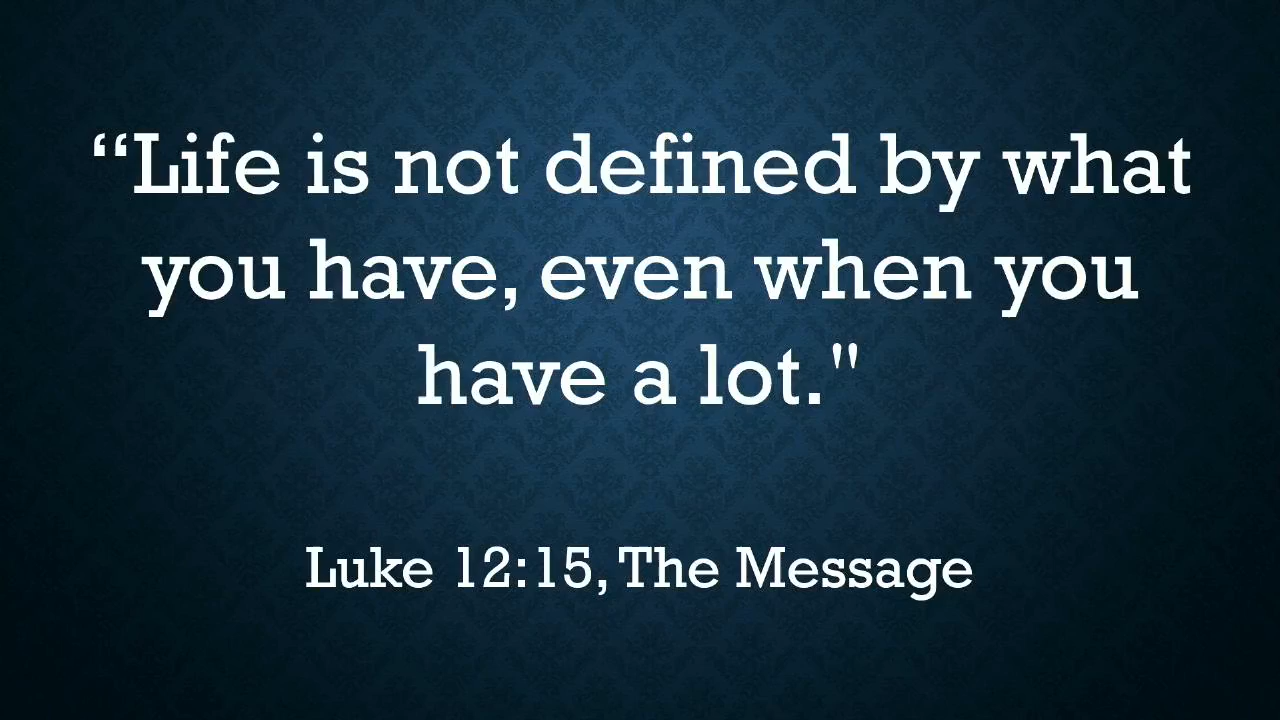 “Life is not defined by what
you have, even when you
have a lot."
Luke 12:15, The Message